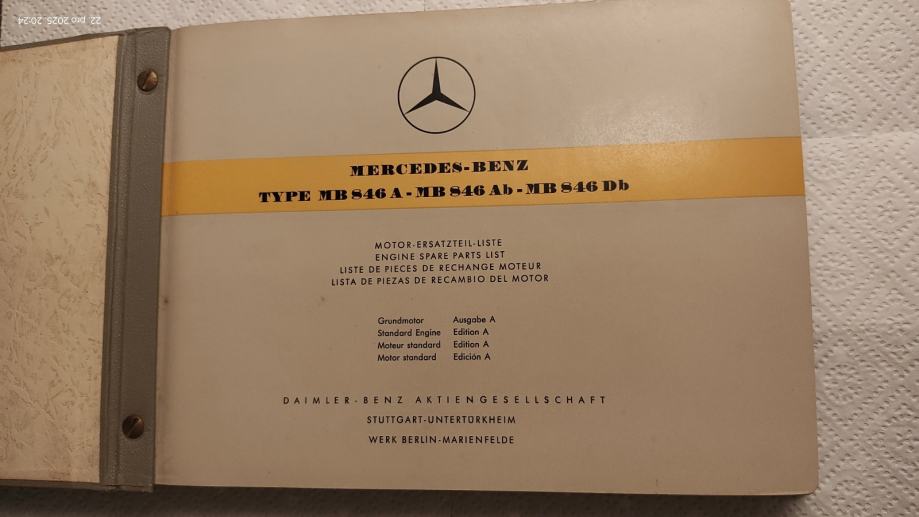 22 pro 2025, 20:24
MERCEDES-BENZ
TYPE MB 846 A - MB 846 Ab - MB 846 Db
MOTOR-ERSATZTEIL-LISTE
ENGINE SPARE PARTS LIST
LISTE DE PIECES DE RECHANGE MOTEUR
LISTA DE PIEZAS DE RECAMBIO DEL MOTOR
Grundmotor Ausgabe A
Standard Engine Edition A
Moteur standard Edition A
Motor standard Edición A
DAIMLER-BENZ AKTIENGESELLSCHAFT
STUTTGART-UNTERTÜRKHEIM
WERK BERLIN-MARIENFELDE